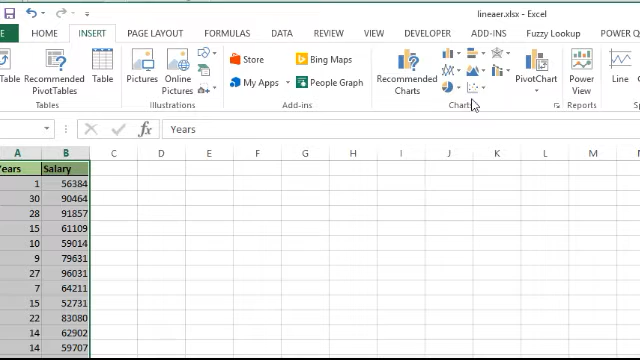 lineaer.xlsx - Excel
HOME INSERT PAGE LAYOUT FORMULAS DATA REVIEW VIEW DEVELOPER ADD-INS Fuzzy Lookup POWER
Table Recommended PivotTables Table Pictures Online Pictures Store My Apps Bing Maps People Graph Recommended Charts PivotChart Power View Line
Tables Illustrations Add-ins Charts Reports
fx Years
A B C D E F G H I J K L M
Years Salary
1 56384
30 90464
28 91857
15 61109
10 59014
9 79631
27 96031
7 64211
15 52731
22 83080
14 62902
14 59707